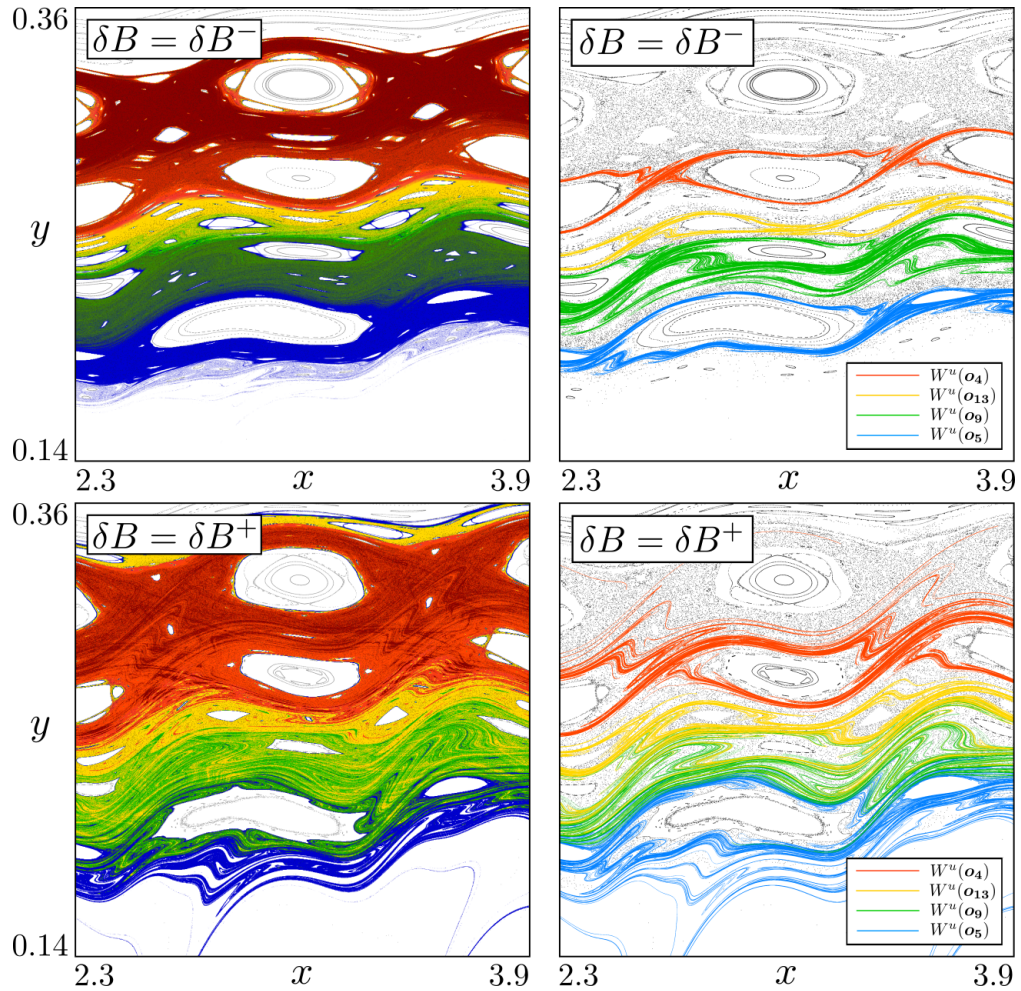 0.36
δB = δB⁻
δB = δB⁻
y
Wᵘ(o₄)
Wᵘ(o₁₃)
Wᵘ(o₉)
Wᵘ(o₅)
0.14
2.3 x 3.9
2.3 x 3.9
0.36
δB = δB⁺
δB = δB⁺
y
Wᵘ(o₄)
Wᵘ(o₁₃)
Wᵘ(o₉)
Wᵘ(o₅)
0.14
2.3 x 3.9
2.3 x 3.9